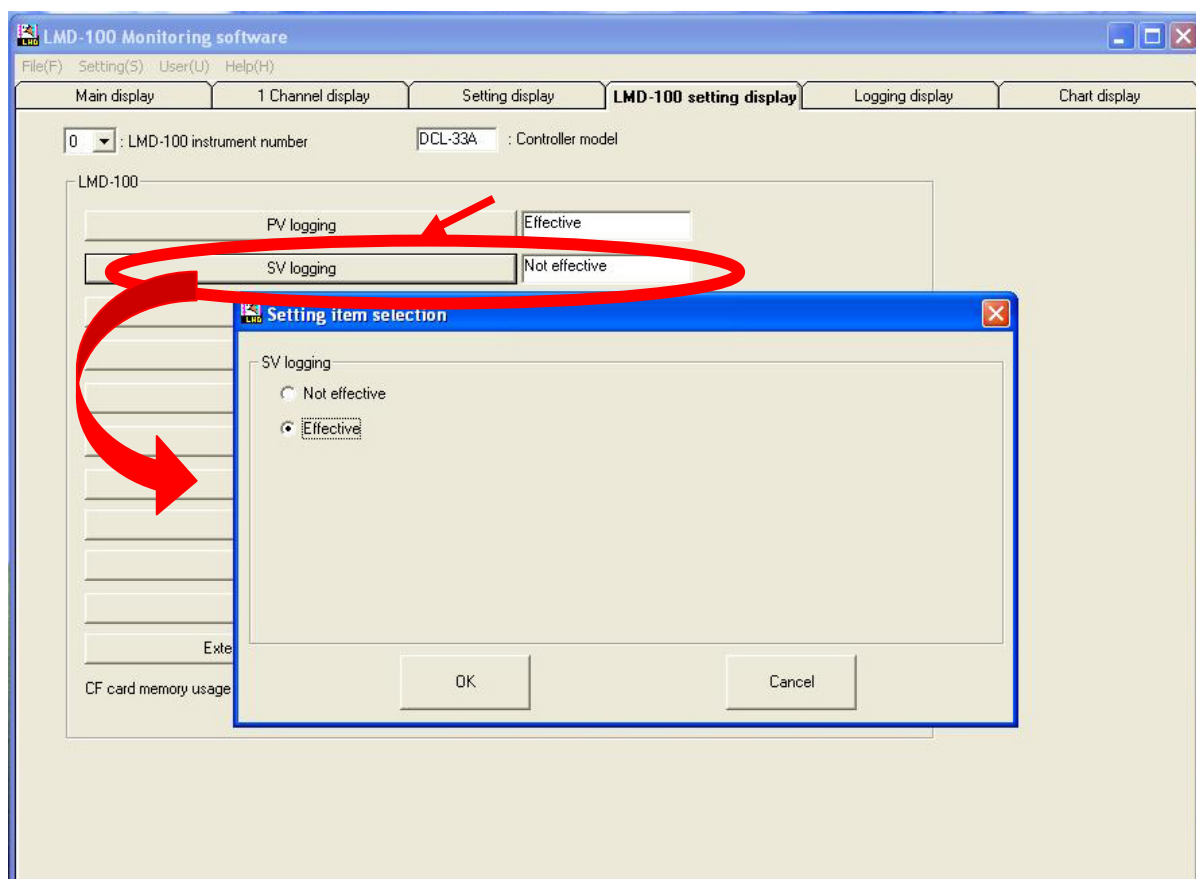 LMD-100 Monitoring software
File(F) Setting(S) User(U) Help(H)
Main display 1 Channel display Setting display LMD-100 setting display Logging display Chart display
0 : LMD-100 instrument number DCL-33A : Controller model
LMD-100
PV logging Effective
SV logging Not effective
Setting item selection
SV logging
Not effective
Effective
Exte
CF card memory usage
OK Cancel